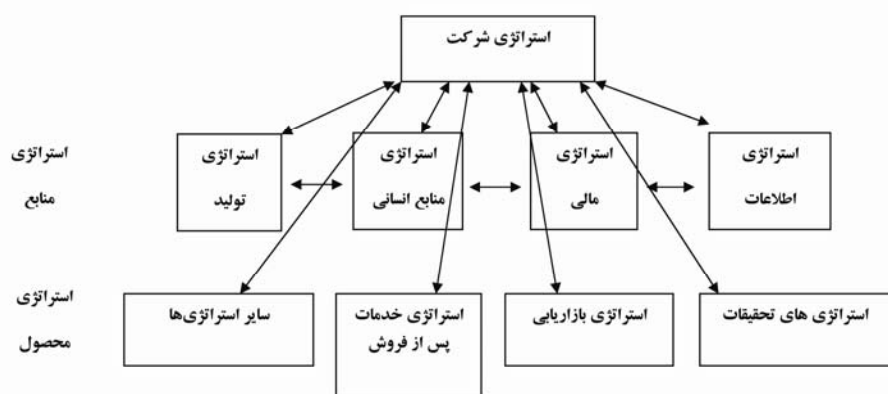 استراتژی شرکت
استراتژی
منابع
استراتژی
اطلاعات
استراتژی
مالی
استراتژی
منابع انسانی
استراتژی
تولید
استراتژی
محصول
استراتژی های تحقیقات
استراتژی بازاریابی
استراتژی خدمات
پس از فروش
سایر استراتژی‌ها